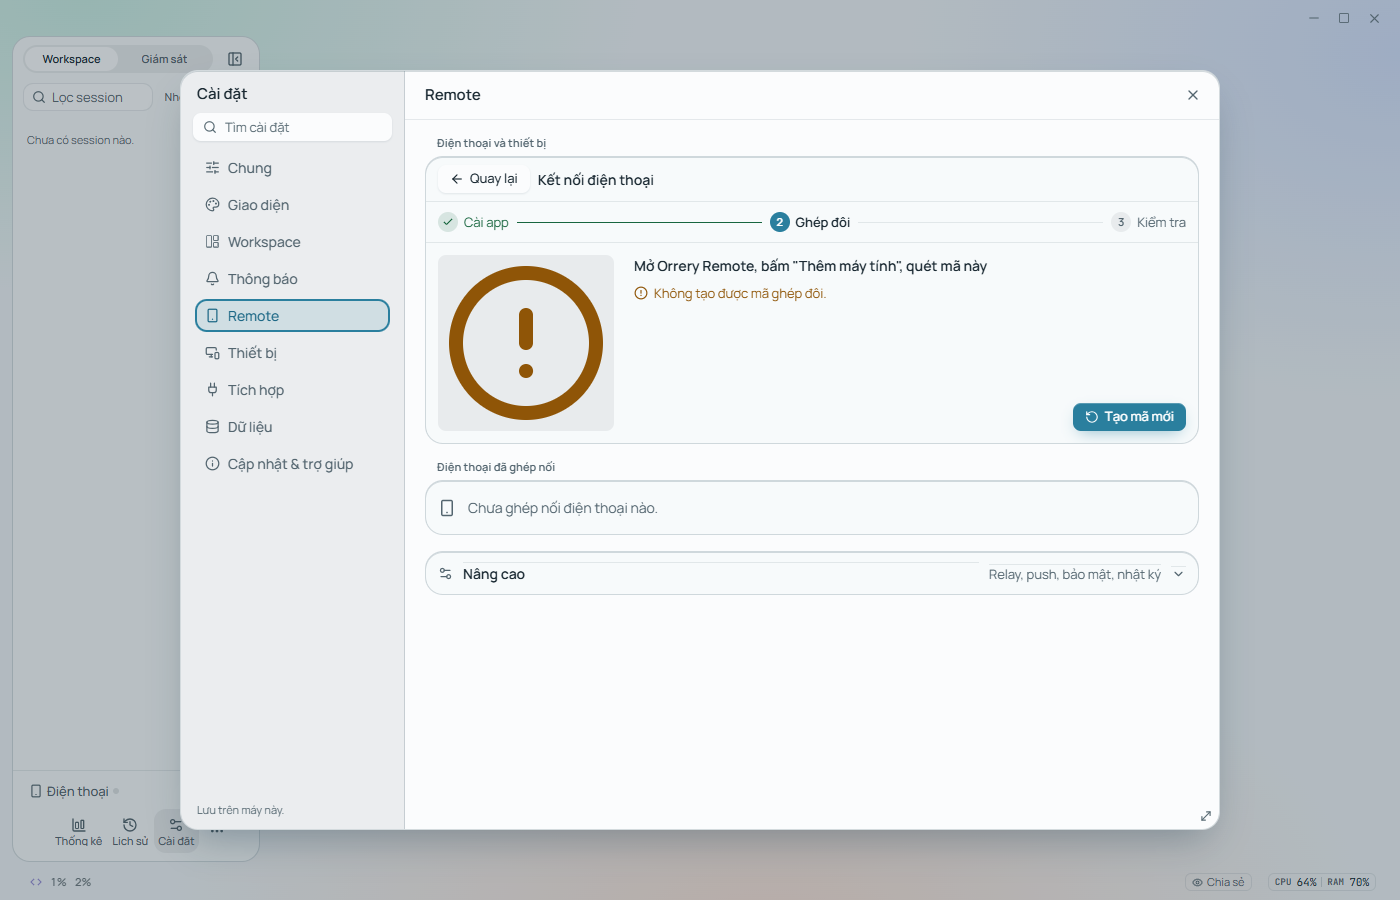 Workspace
Giám sát
Lọc session
Chưa có session nào.
Điện thoại
Thống kê
Lịch sử
Cài đặt
1% 2%
Cài đặt
Tìm cài đặt
Chung
Giao diện
Workspace
Thông báo
Remote
Thiết bị
Tích hợp
Dữ liệu
Cập nhật & trợ giúp
Lưu trên máy này.
Remote
Điện thoại và thiết bị
Quay lại
Kết nối điện thoại
Cài app
2 Ghép đôi
3 Kiểm tra
Mở Orrery Remote, bấm "Thêm máy tính", quét mã này
Không tạo được mã ghép đôi.
Tạo mã mới
Điện thoại đã ghép nối
Chưa ghép nối điện thoại nào.
Nâng cao
Relay, push, bảo mật, nhật ký
Chia sẻ
CPU 64% RAM 70%